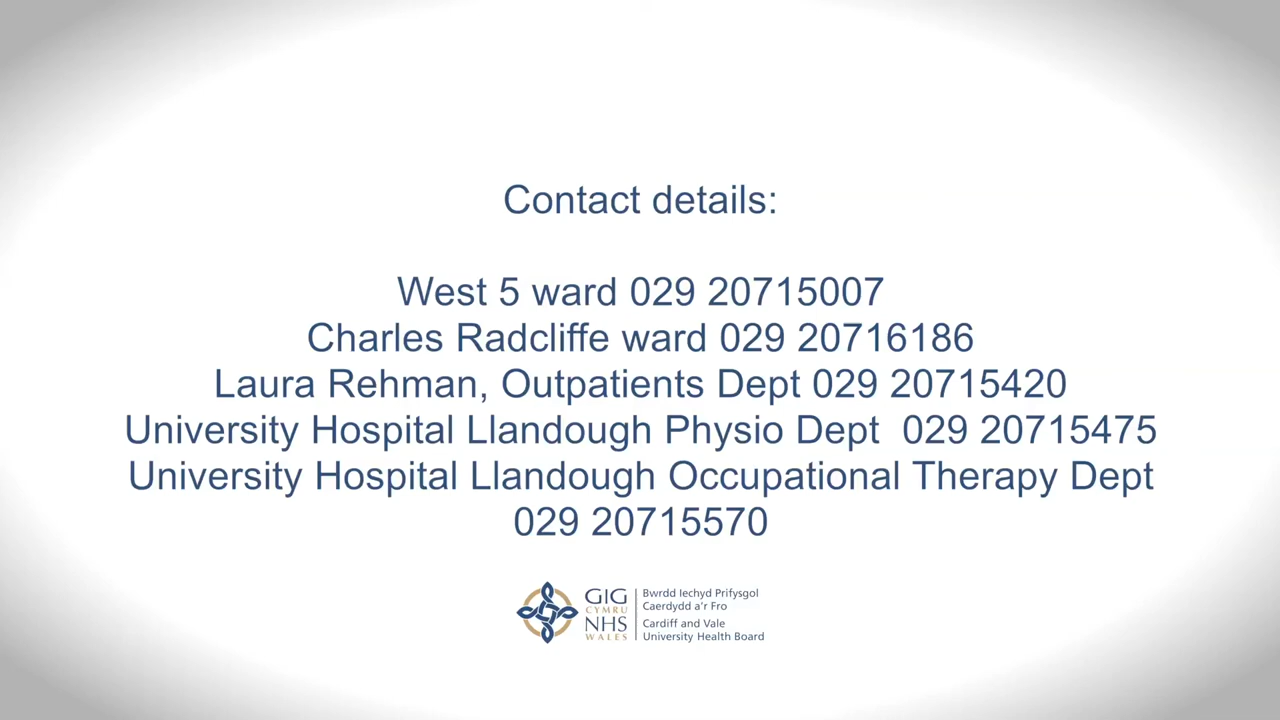 Contact details:
West 5 ward 029 20715007
Charles Radcliffe ward 029 20716186
Laura Rehman, Outpatients Dept 029 20715420
University Hospital Llandough Physio Dept  029 20715475
University Hospital Llandough Occupational Therapy Dept
029 20715570
GIG
CYMRU
NHS
WALES
Bwrdd Iechyd Prifysgol
Caerdydd a'r Fro
Cardiff and Vale
University Health Board